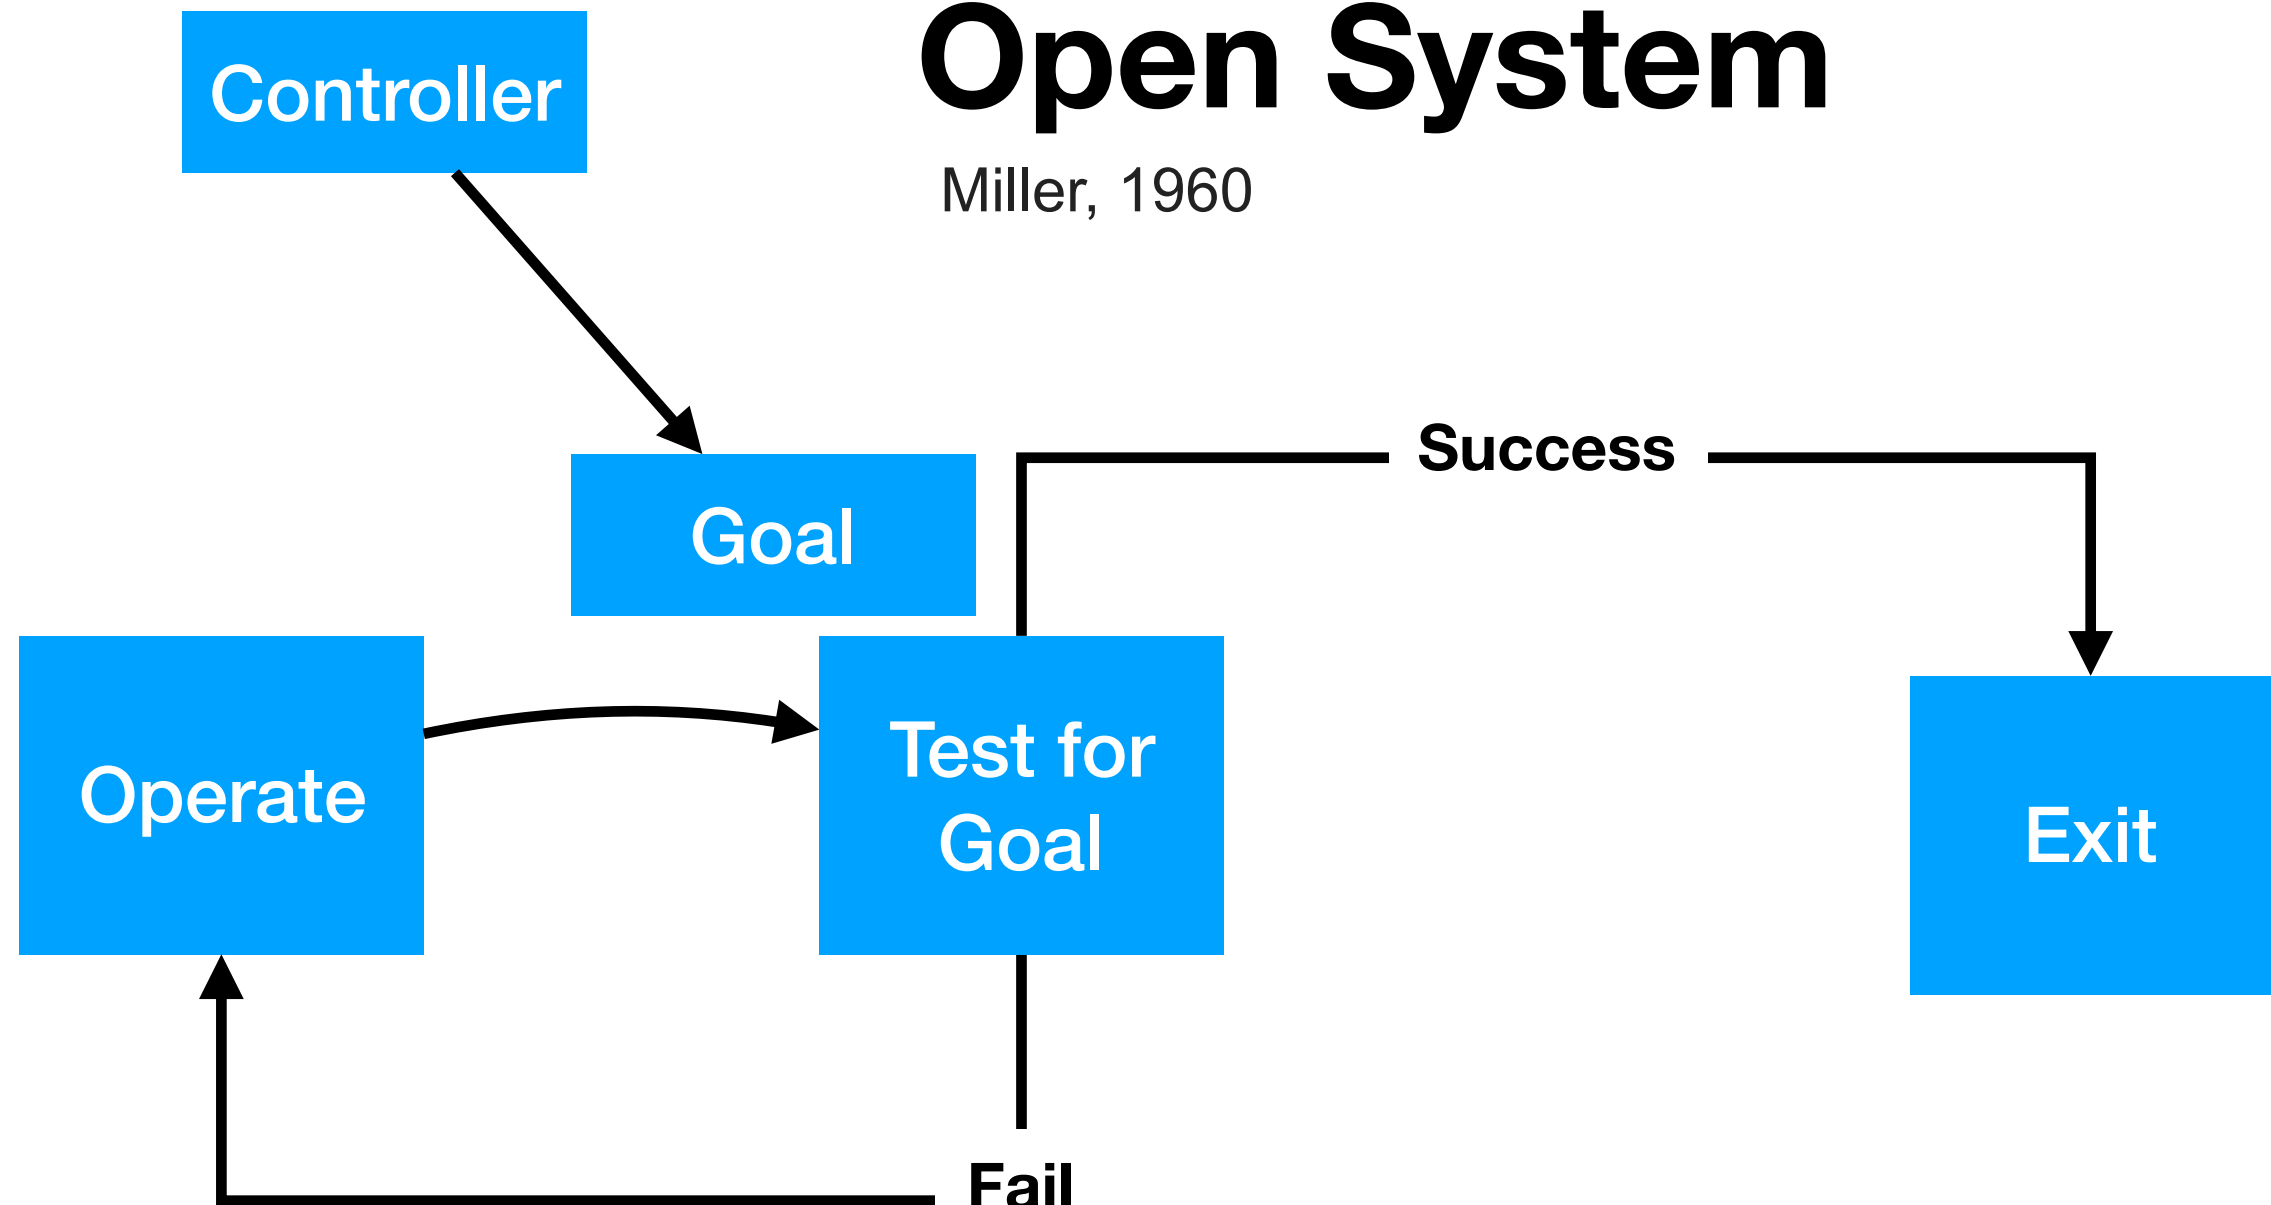 Open System
Miller, 1960
Controller
Goal
Success
Operate
Test for
Goal
Exit
Fail